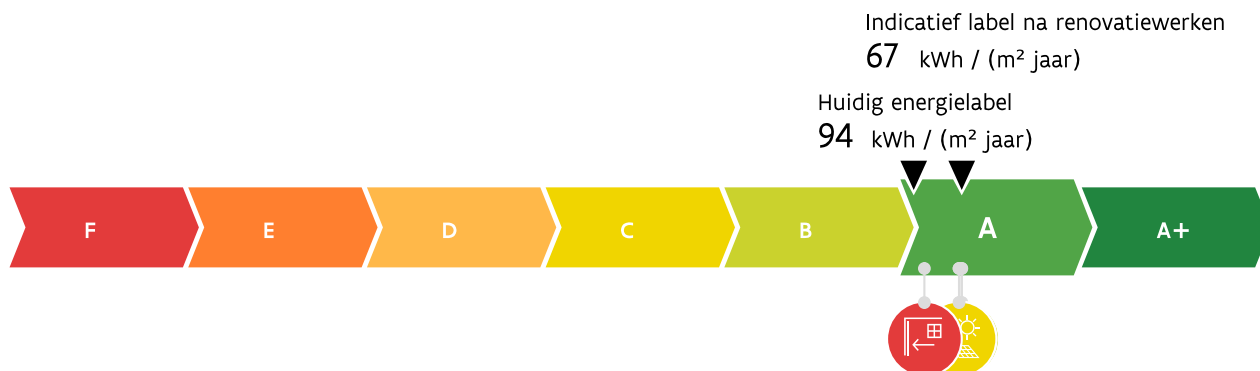 Indicatief label na renovatiewerken
67 kWh / (m² jaar)
Huidig energielabel
94 kWh / (m² jaar)
F E D C B A A+